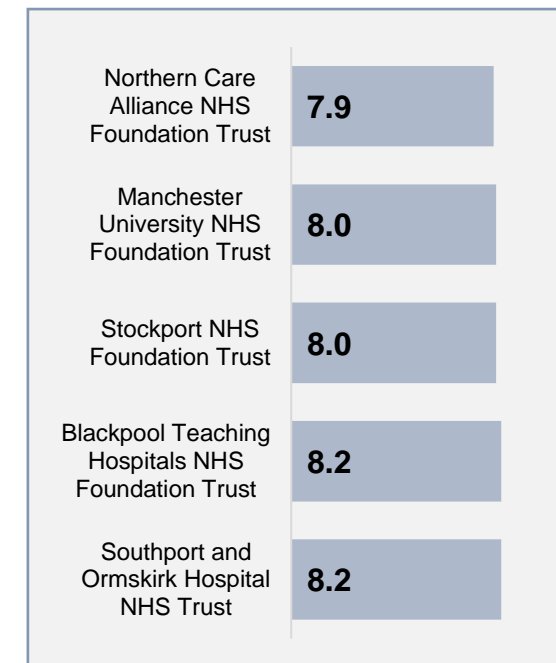 Northern Care
Alliance NHS
Foundation Trust
7.9
Manchester
University NHS
Foundation Trust
8.0
Stockport NHS
Foundation Trust
8.0
Blackpool Teaching
Hospitals NHS
Foundation Trust
8.2
Southport and
Ormskirk Hospital
NHS Trust
8.2